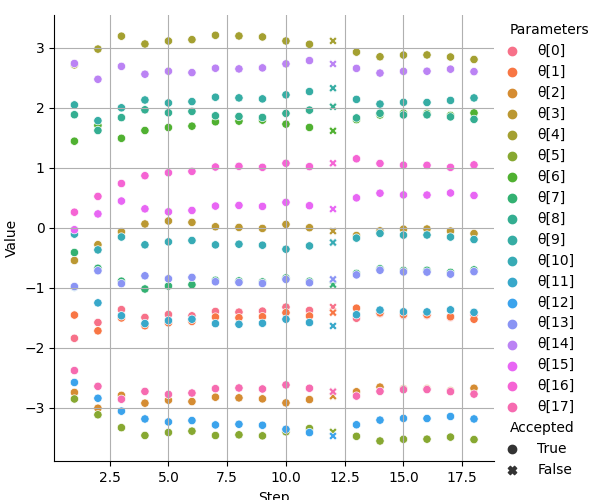 3
2
1
0
−1
−2
−3
Value
2.5
5.0
7.5
10.0
12.5
15.0
17.5
Step
Parameters
θ[0]
θ[1]
θ[2]
θ[3]
θ[4]
θ[5]
θ[6]
θ[7]
θ[8]
θ[9]
θ[10]
θ[11]
θ[12]
θ[13]
θ[14]
θ[15]
θ[16]
θ[17]
Accepted
True
False